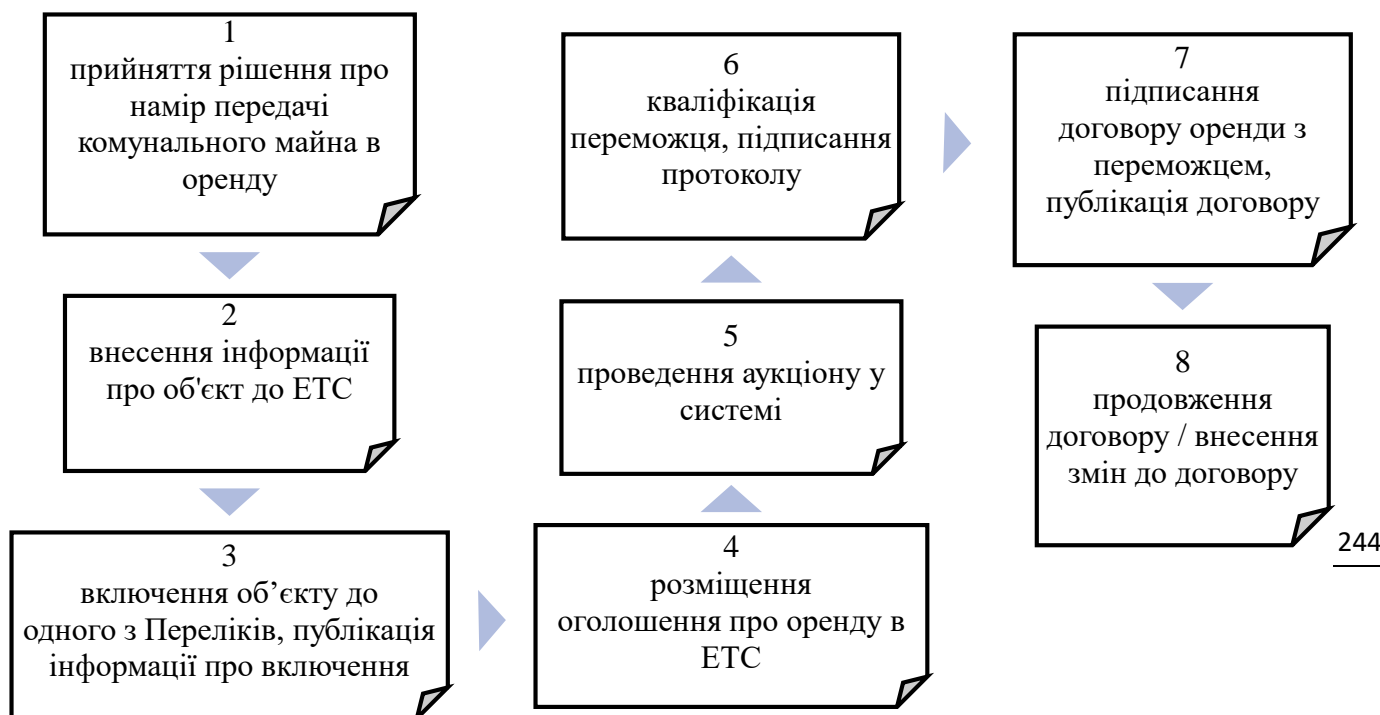 1
прийняття рішення про
намір передачі
комунального майна в
оренду
2
внесення інформації
про об'єкт до ЕТС
3
включення об’єкту до
одного з Переліків, публікація
інформації про включення
4
розміщення
оголошення про оренду в
ЕТС
5
проведення аукціону у
системі
6
кваліфікація
переможця, підписання
протоколу
7
підписання
договору оренди з
переможцем,
публікація договору
8
продовження
договору / внесення
змін до договору
244